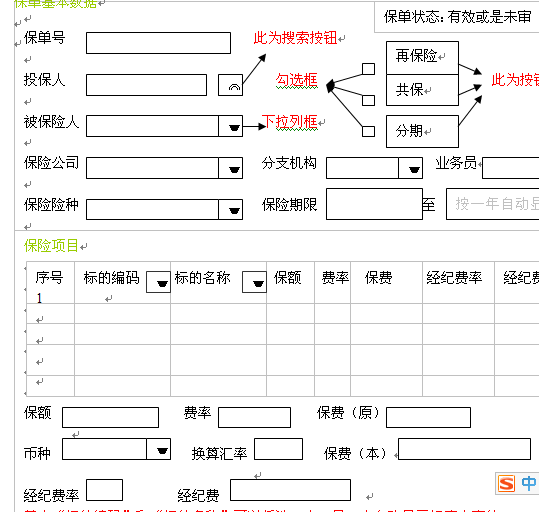 保单基本数据
保单状态：有效或是未审
保单号
此为搜索按钮
再保险
投保人
勾选框
共保
此为按钮
被保险人
下拉列框
分期
保险公司
分支机构
业务员
保险险种
保险期限
至
按一年自动显
保险项目
序号
标的编码
标的名称
保额
费率
保费
经纪费率
经纪费
1
保额
费率
保费（原）
币种
换算汇率
保费（本）
经纪费率
经纪费
中